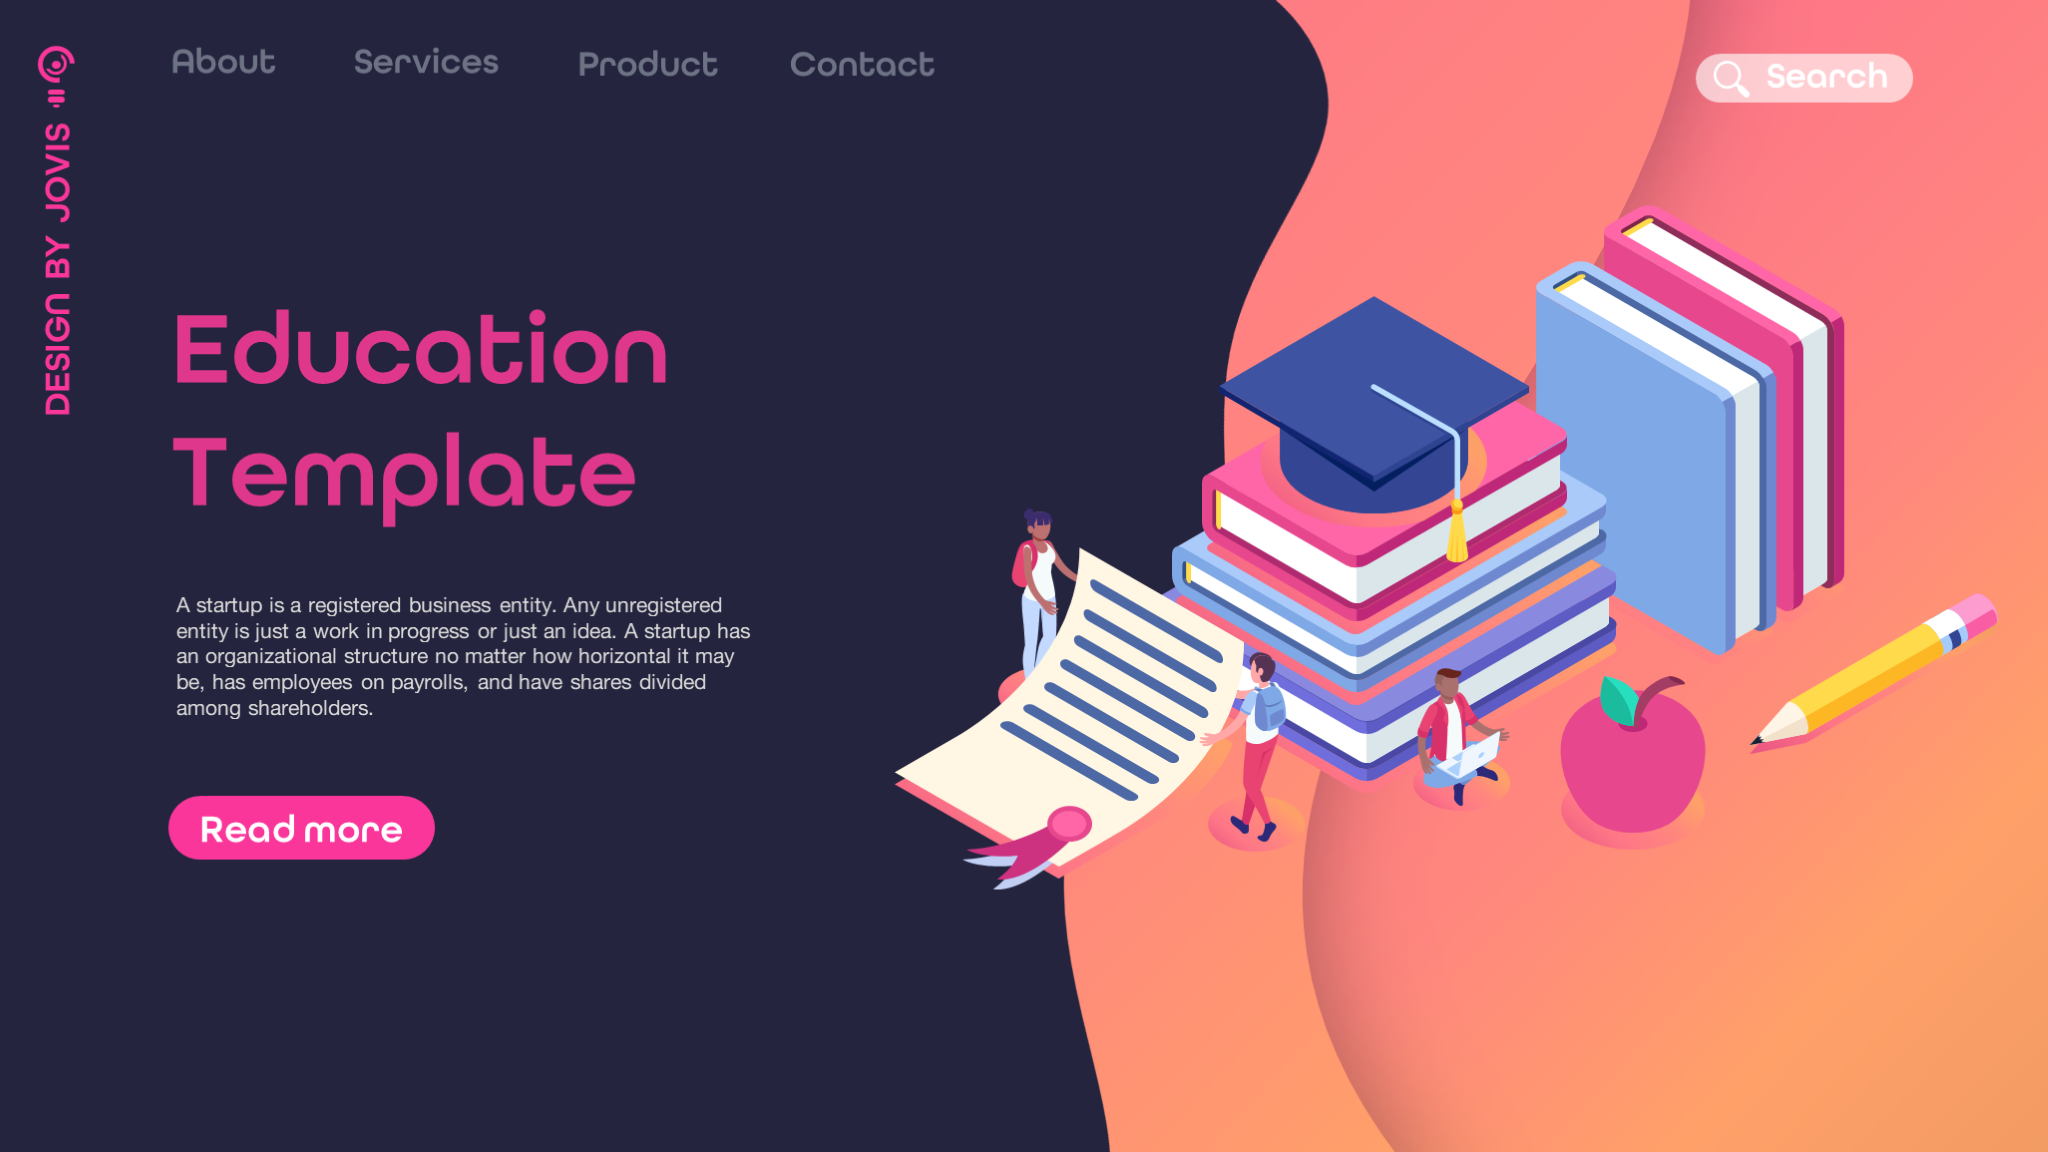 About
Services
Product
Contact
Search
DESIGN BY JOVIS
Education
Template
A startup is a registered business entity. Any unregistered
entity is just a work in progress or just an idea. A startup has
an organizational structure no matter how horizontal it may
be, has employees on payrolls, and have shares divided
among shareholders.
Read more